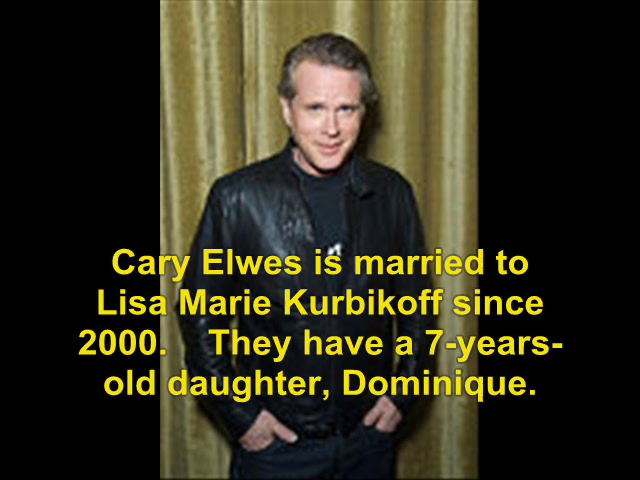 Cary Elwes is married to
Lisa Marie Kurbikoff since
2000. They have a 7-years-
old daughter, Dominique.